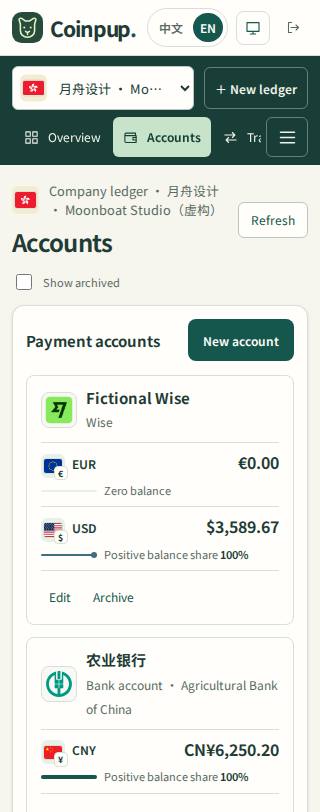 Coinpup.
中文
EN
月舟设计 · Mo···
+ New ledger
Overview
Accounts
Tra
Company ledger · 月舟设计
· Moonboat Studio（虚构）
Refresh
Accounts
Show archived
Payment accounts
New account
Fictional Wise
Wise
€
EUR
€0.00
Zero balance
$
USD
$3,589.67
Positive balance share 100%
Edit
Archive
农业银行
Bank account · Agricultural Bank
of China
¥
CNY
CN¥6,250.20
Positive balance share 100%